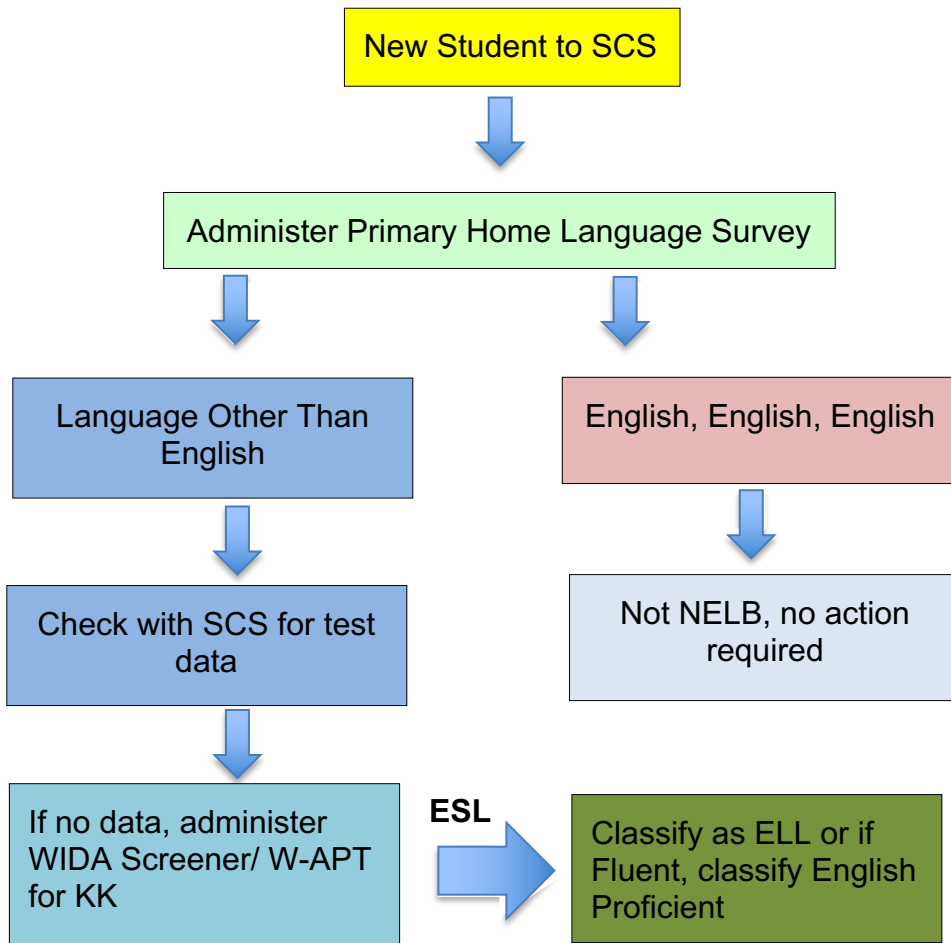 New Student to SCS
Administer Primary Home Language Survey
Language Other Than
English
English, English, English
Check with SCS for test
data
Not NELB, no action
required
If no data, administer
WIDA Screener/ W-APT
for KK
ESL
Classify as ELL or if
Fluent, classify English
Proficient